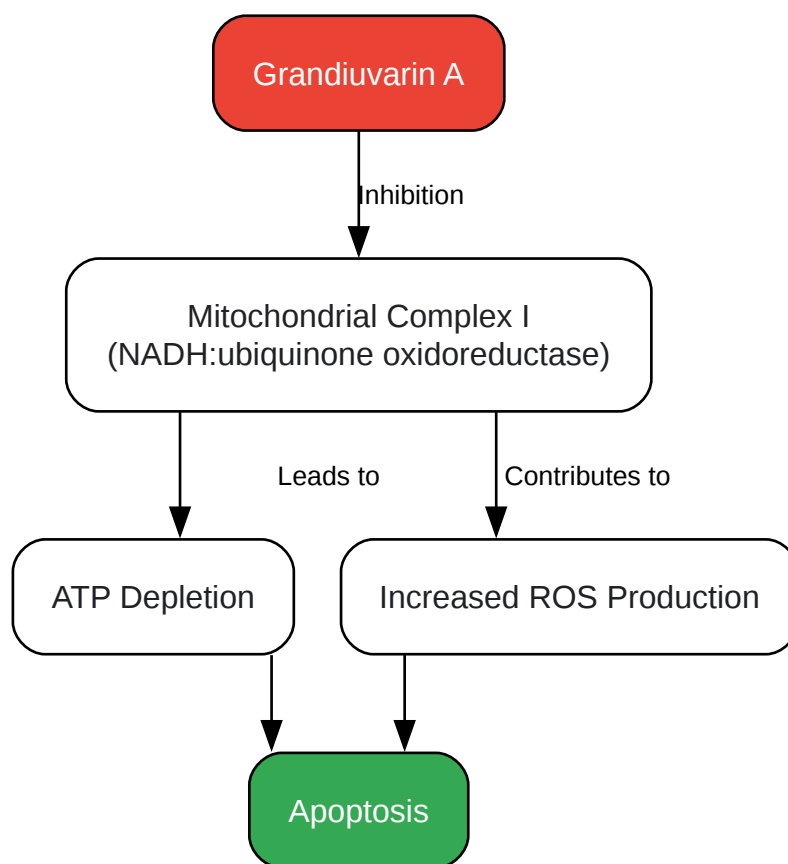 Grandiuvarin A
Inhibition
Mitochondrial Complex I
(NADH:ubiquinone oxidoreductase)
Leads to
Contributes to
ATP Depletion
Increased ROS Production
Apoptosis